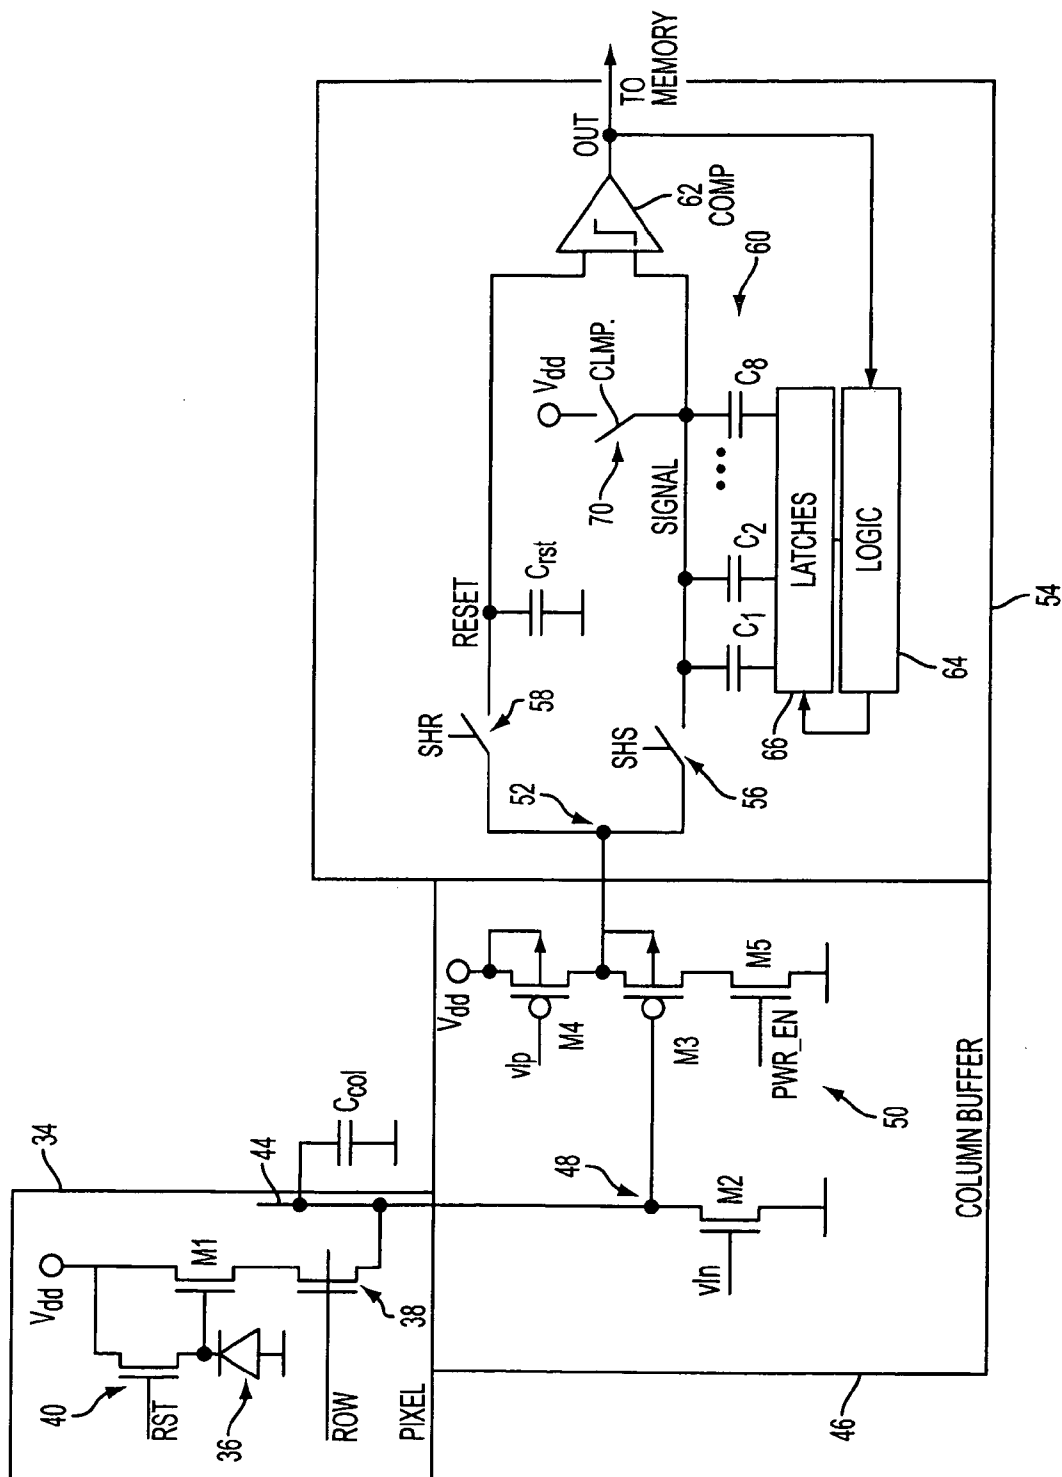 34
44
Vdd
M1
40
RST
36
ROW
38
PIXEL
Ccol
48
M2
vln
46
COLUMN BUFFER
Vdd
vlp
M4
M3
M5
PWR_EN
50
52
SHR
58
SHS
56
RESET
Crst
Vdd
CLMP.
70
SIGNAL
C1
C2
C8
60
66
LATCHES
LOGIC
64
54
62
COMP
OUT
TO
MEMORY